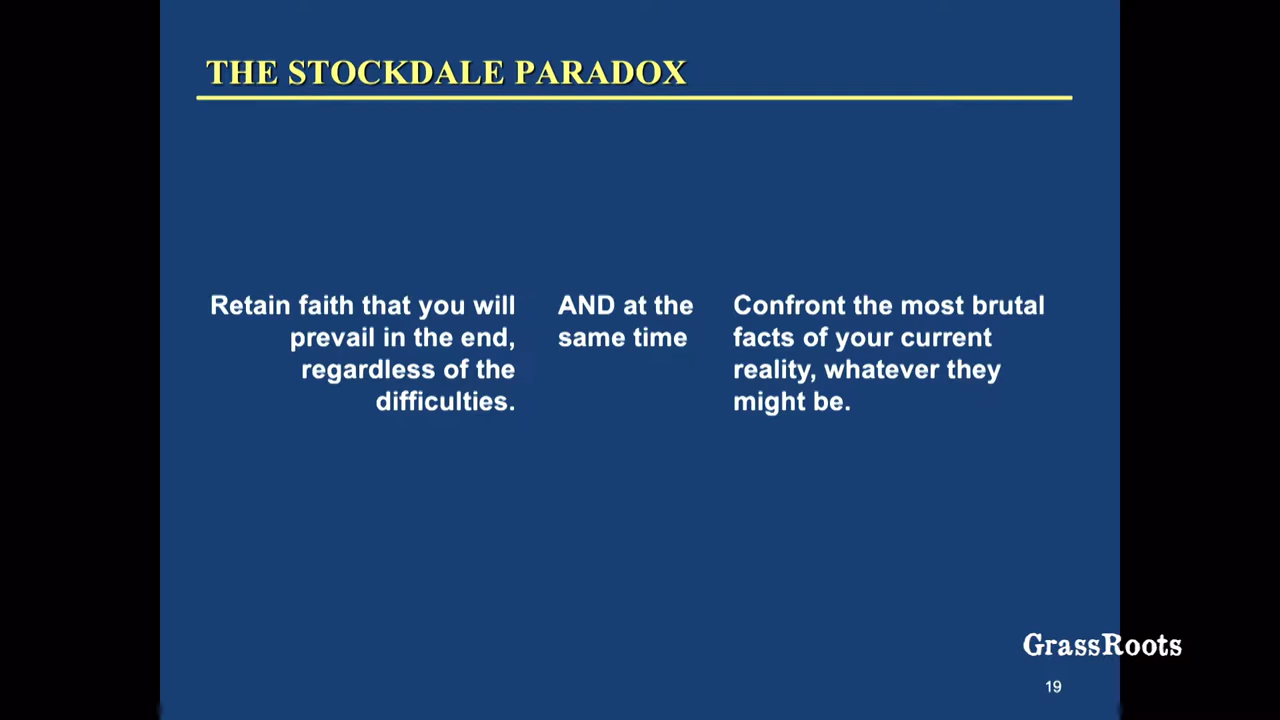 THE STOCKDALE PARADOX
Retain faith that you will
prevail in the end,
regardless of the
difficulties.
AND at the
same time
Confront the most brutal
facts of your current
reality, whatever they
might be.
GrassRoots
19